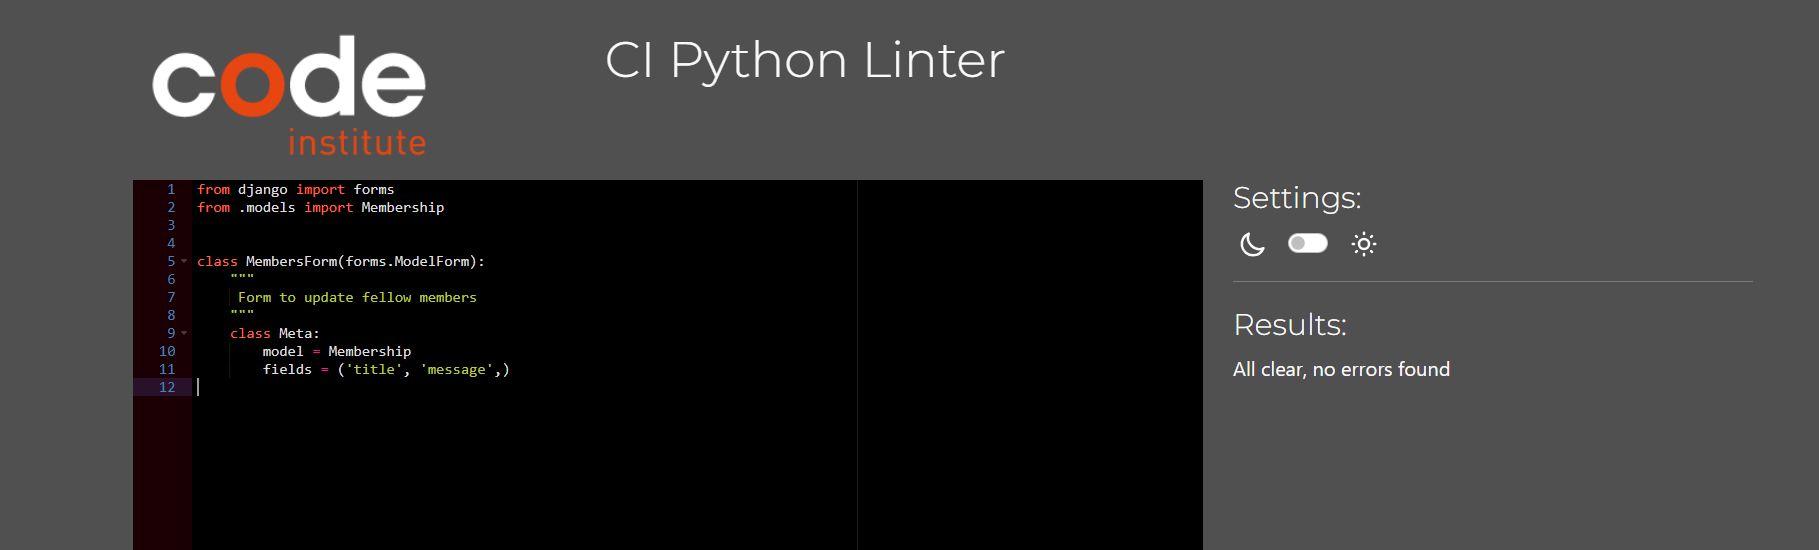 code
institute
CI Python Linter
1 from django import forms
2 from .models import Membership
3
4
5 class MembersForm(forms.ModelForm):
6     """
7      Form to update fellow members
8     """
9     class Meta:
10         model = Membership
11         fields = ('title', 'message',)
12
Settings:
Results:
All clear, no errors found